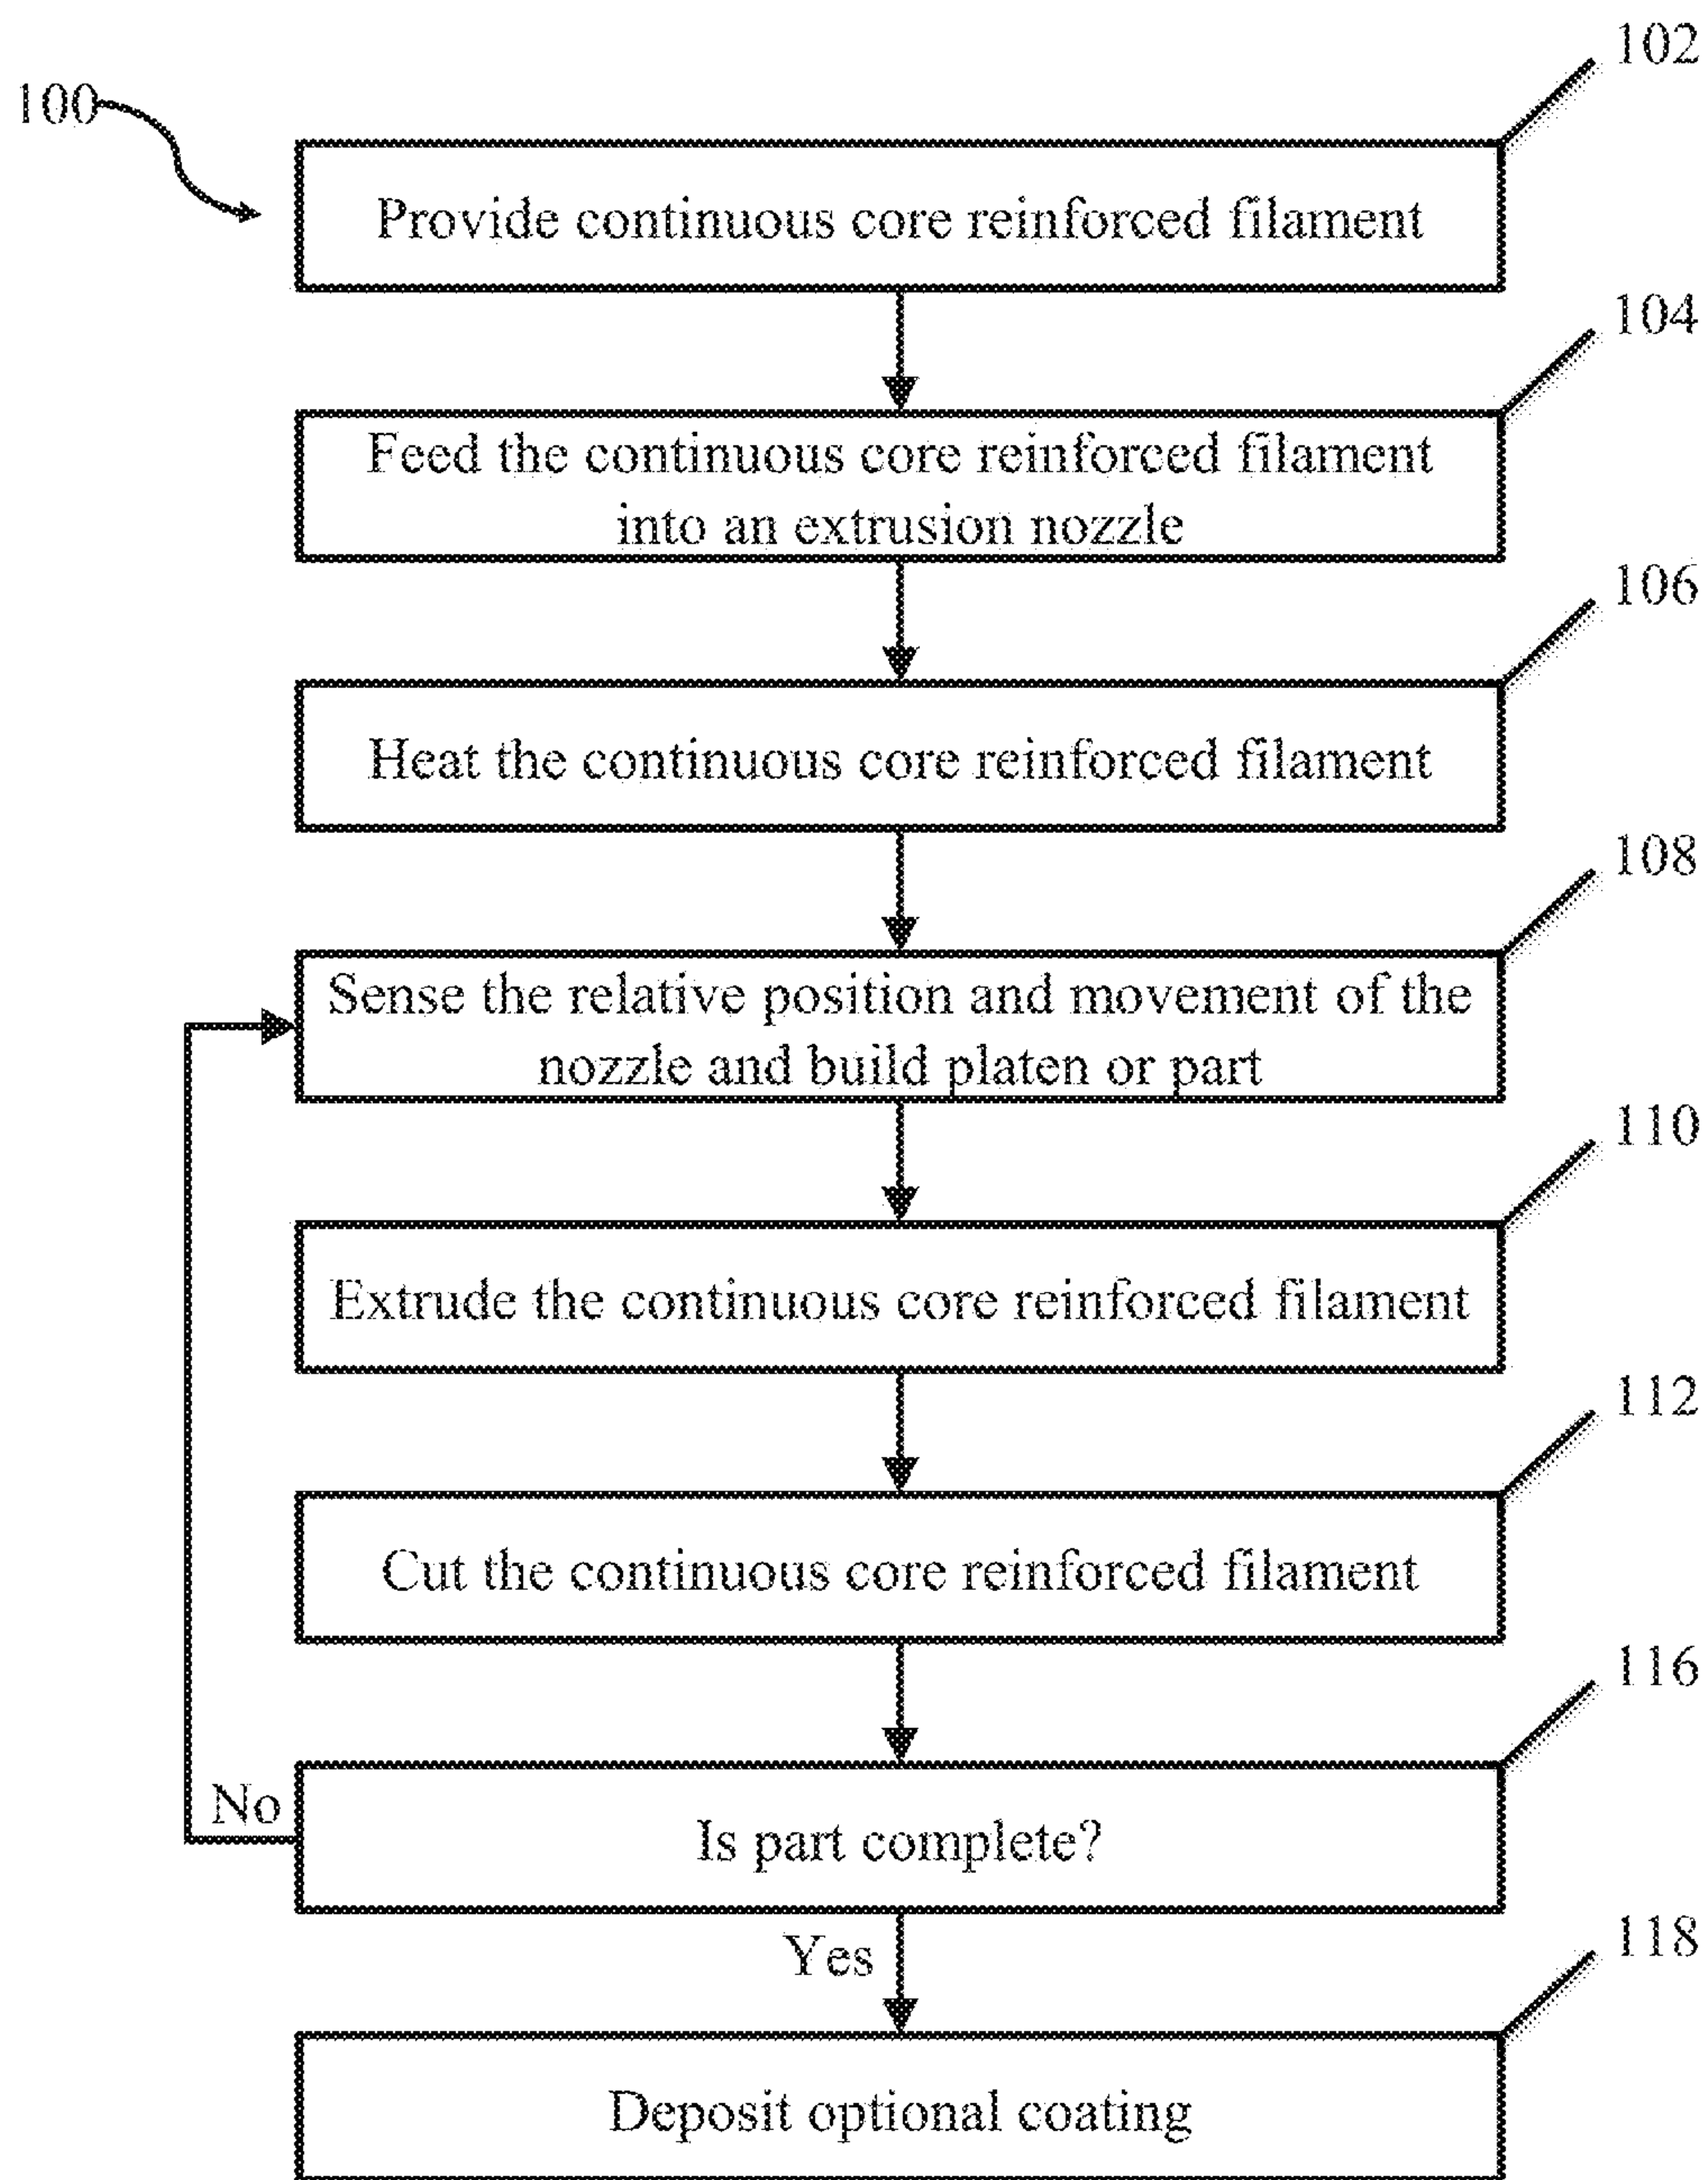 102
100
Provide continuous core reinforced filament
104
Feed the continuous core reinforced filament
into an extrusion nozzle
106
Heat the continuous core reinforced filament
108
Sense the relative position and movement of the
nozzle and build platen or part
110
Extrude the continuous core reinforced filament
112
Cut the continuous core reinforced filament
116
No
Is part complete?
Yes
118
Deposit optional coating